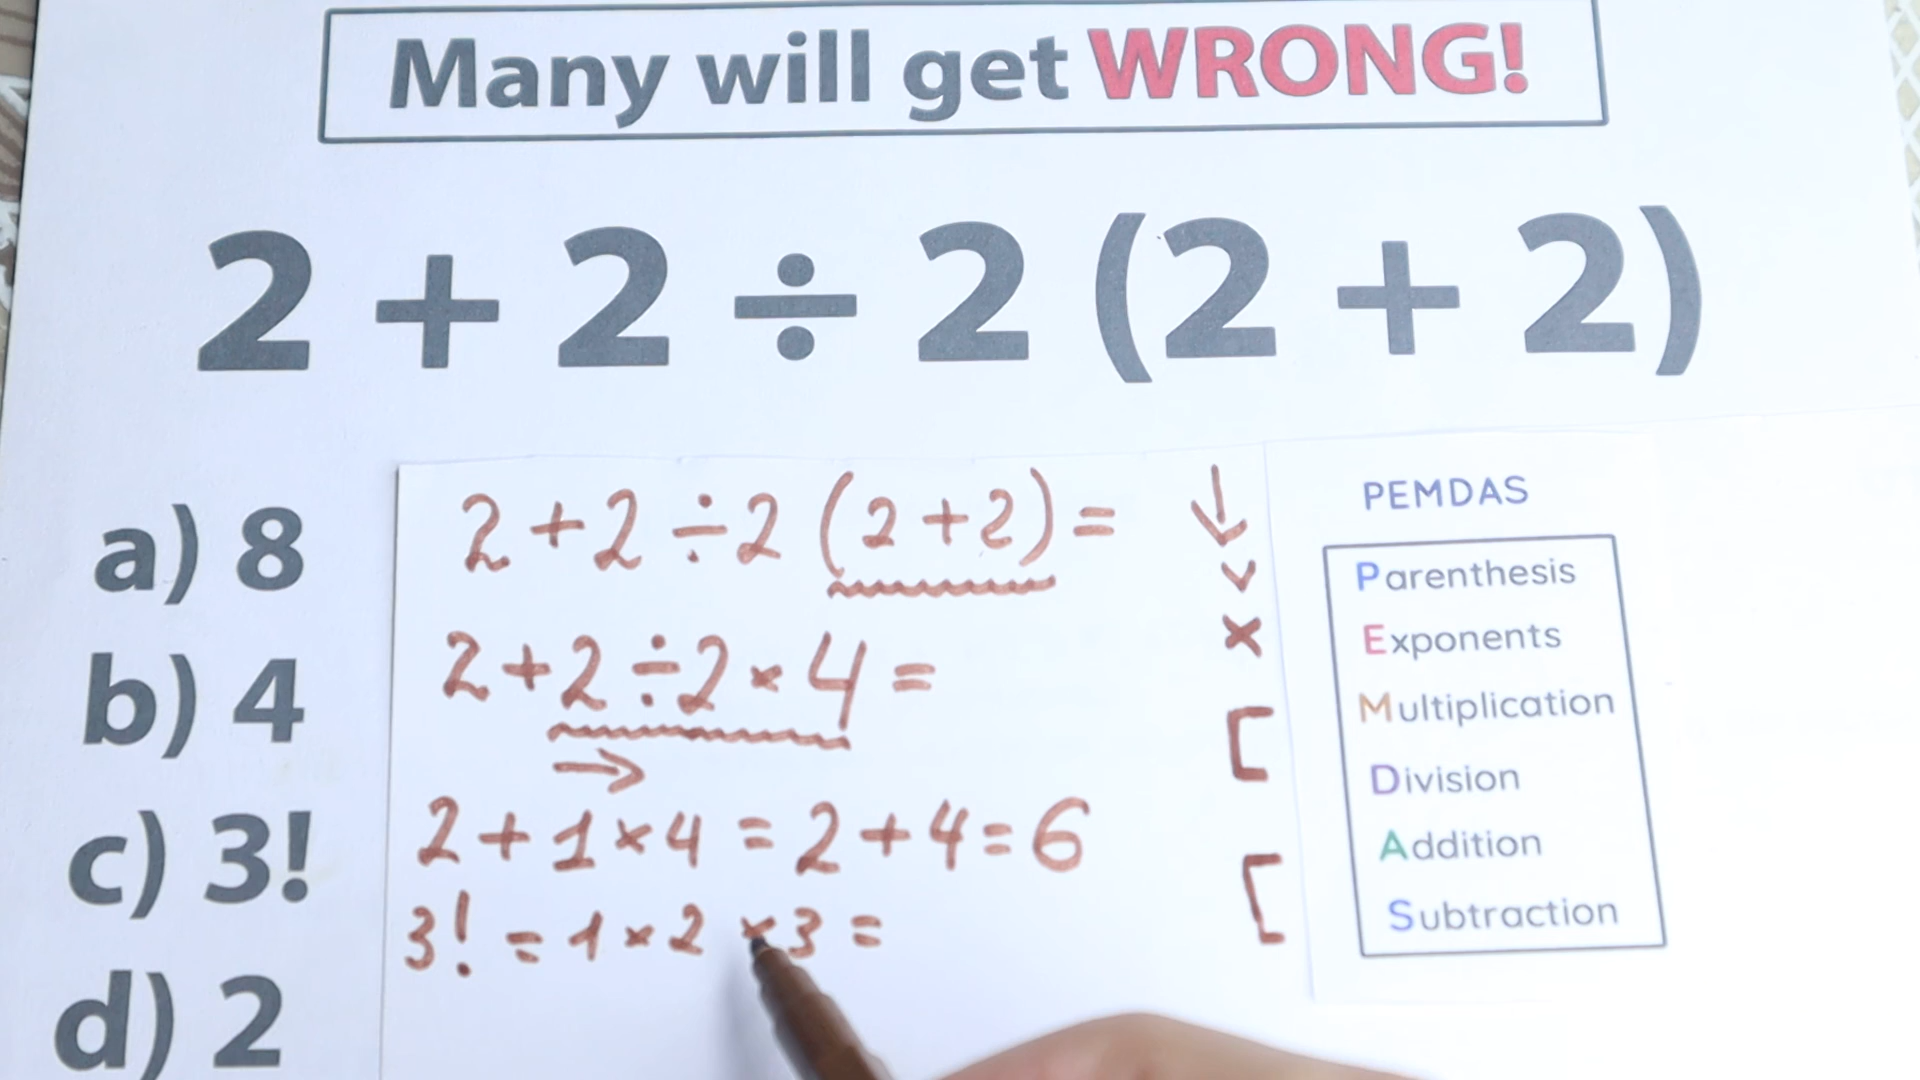 Many will get WRONG!
2 + 2 ÷ 2 (2 + 2)
a) 8
b) 4
c) 3!
d) 2
2 + 2 ÷ 2 (2 + 2) =
2 + 2 ÷ 2 × 4 =
2 + 1 × 4 = 2 + 4 = 6
3! = 1 × 2 × 3 =
PEMDAS
Parenthesis
Exponents
Multiplication
Division
Addition
Subtraction